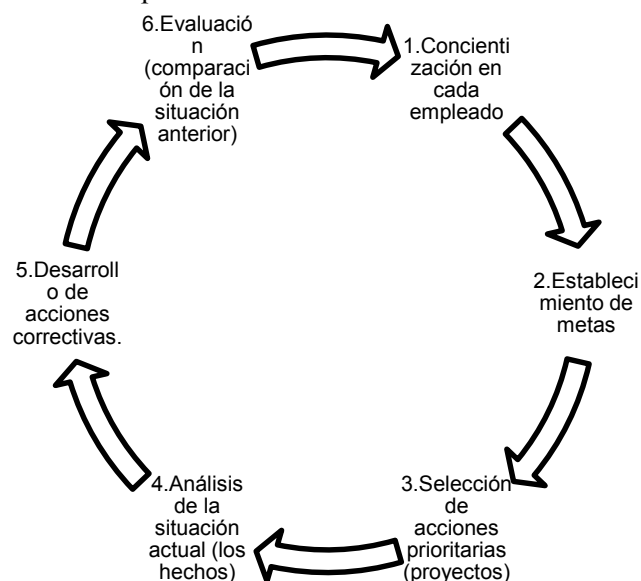 6.Evaluació
n
(comparaci
ón de la
situación
anterior)
1.Concienti
zación en
cada
empleado
2.Estableci
miento de
metas
3.Selección
de
acciones
prioritarias
(proyectos)
4.Análisis
de la
situación
actual (los
hechos)
5.Desarroll
o de
acciones
correctivas.